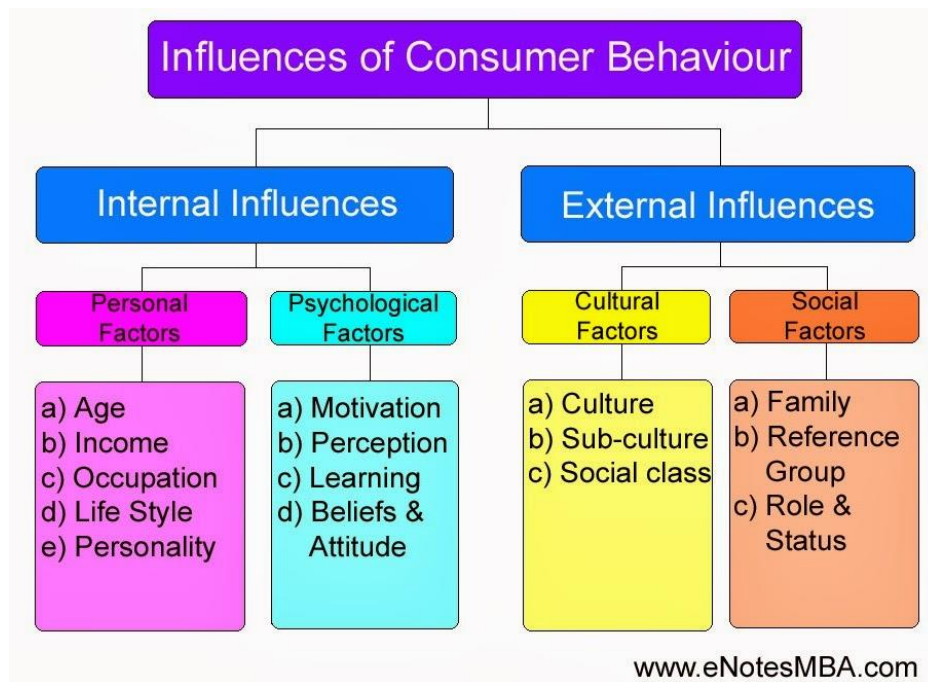 Influences of Consumer Behaviour
Internal Influences
External Influences
Personal
Factors
Psychological
Factors
Cultural
Factors
Social
Factors
a) Age
b) Income
c) Occupation
d) Life Style
e) Personality
a) Motivation
b) Perception
c) Learning
d) Beliefs &
Attitude
a) Culture
b) Sub-culture
c) Social class
a) Family
b) Reference
Group
c) Role &
Status
www.eNotesMBA.com